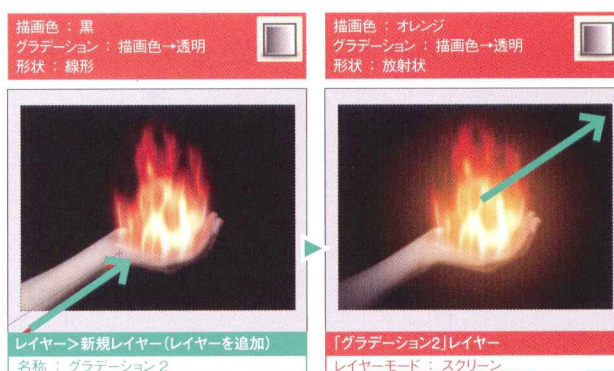 描画色 : 黒
グラデーション : 描画色→透明
形状 : 線形
描画色 : オレンジ
グラデーション : 描画色→透明
形状 : 放射状
レイヤー>新規レイヤー(レイヤーを追加)
名称 : グラデーション2
「グラデーション2」レイヤー
レイヤーモード : スクリーン